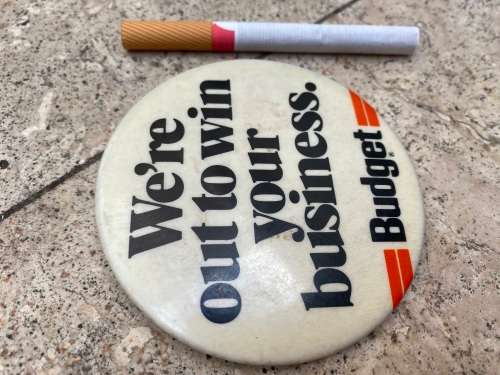 We're
out to win
your
business.
Budget